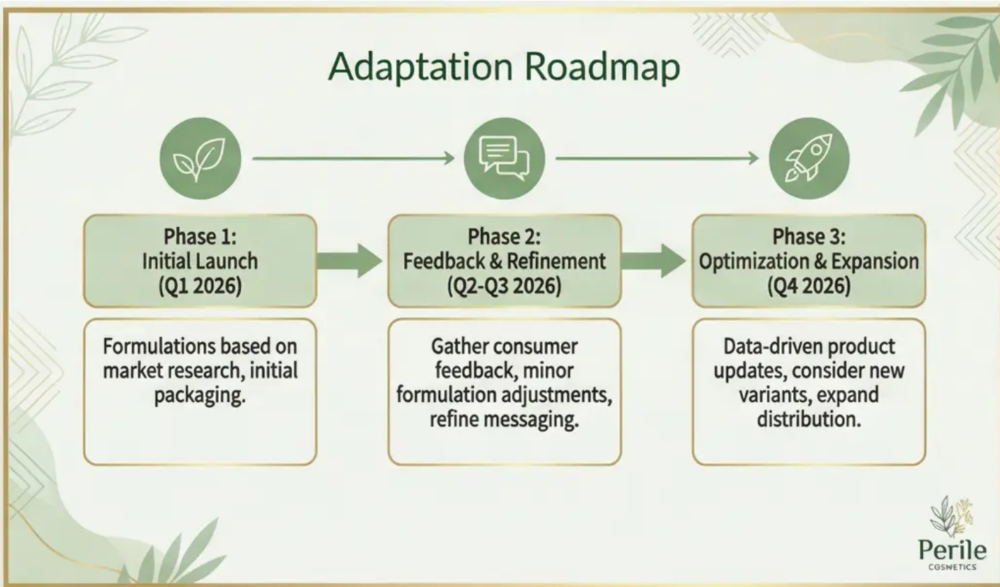 Adaptation Roadmap
Phase 1:
Initial Launch
(Q1 2026)
Phase 2:
Feedback & Refinement
(Q2-Q3 2026)
Phase 3:
Optimization & Expansion
(Q4 2026)
Formulations based on
market research, initial
packaging.
Gather consumer
feedback, minor
formulation adjustments,
refine messaging.
Data-driven product
updates, consider new
variants, expand
distribution.
Perile
COSMETICS